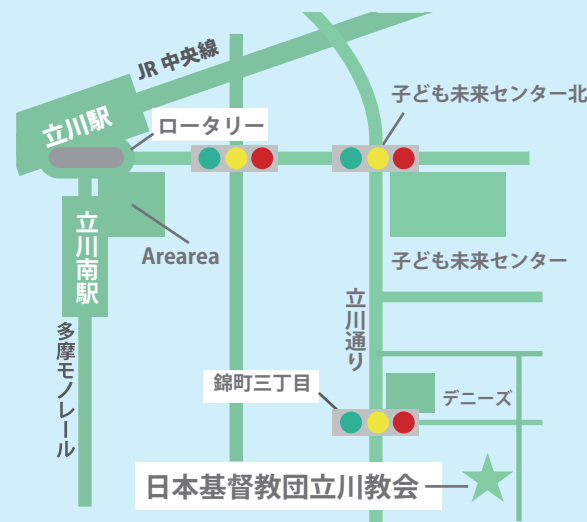 JR 中央線
立川駅
ロータリー
子ども未来センター北
立川南駅
Arearea
子ども未来センター
立川通り
多摩モノレール
錦町三丁目
デニーズ
日本基督教団立川教会